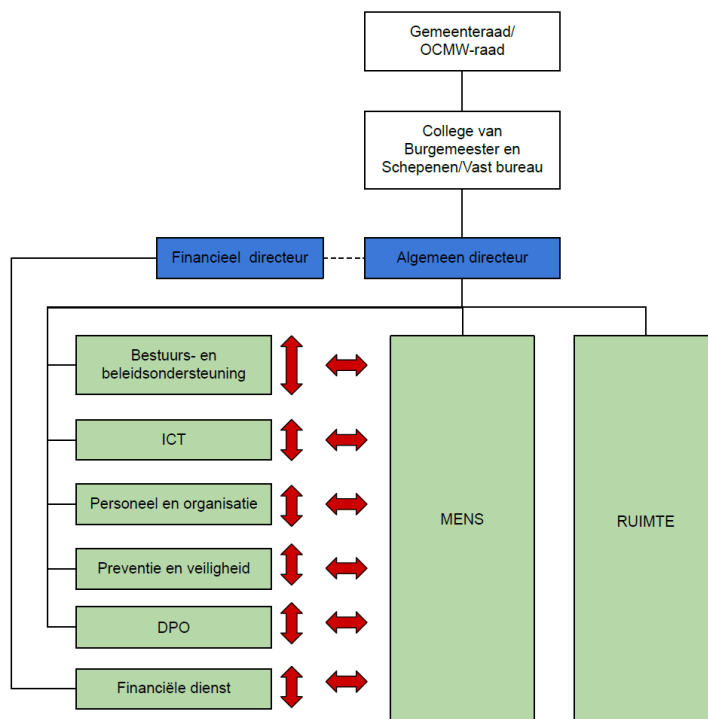 Gemeenteraad/
OCMW-raad
College van
Burgemeester en
Schepenen/Vast bureau
Financieel directeur
Algemeen directeur
Bestuurs- en
beleidsondersteuning
ICT
Personeel en organisatie
Preventie en veiligheid
DPO
Financiële dienst
MENS
RUIMTE